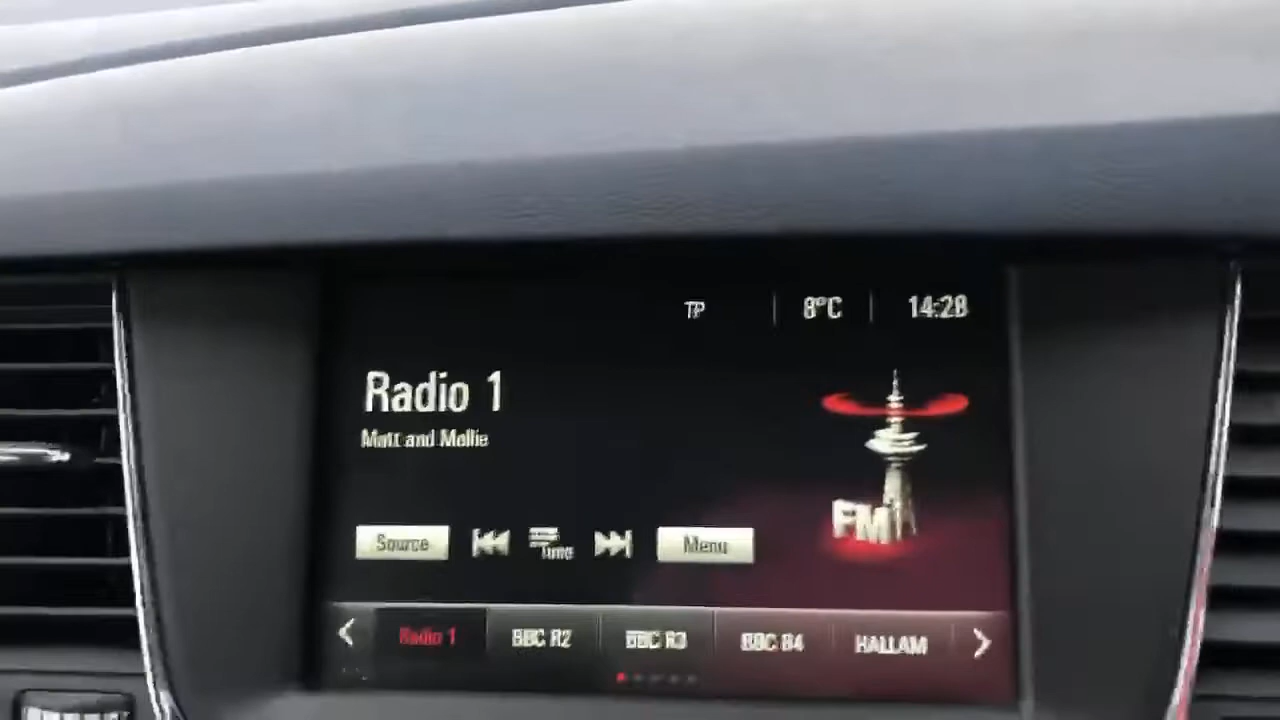 TP 8°C 14:28
Radio 1
Matt and Mollie
FM
Source Tune Menu
Radio 1 BBC R2 BBC R3 BBC R4 HALLAM